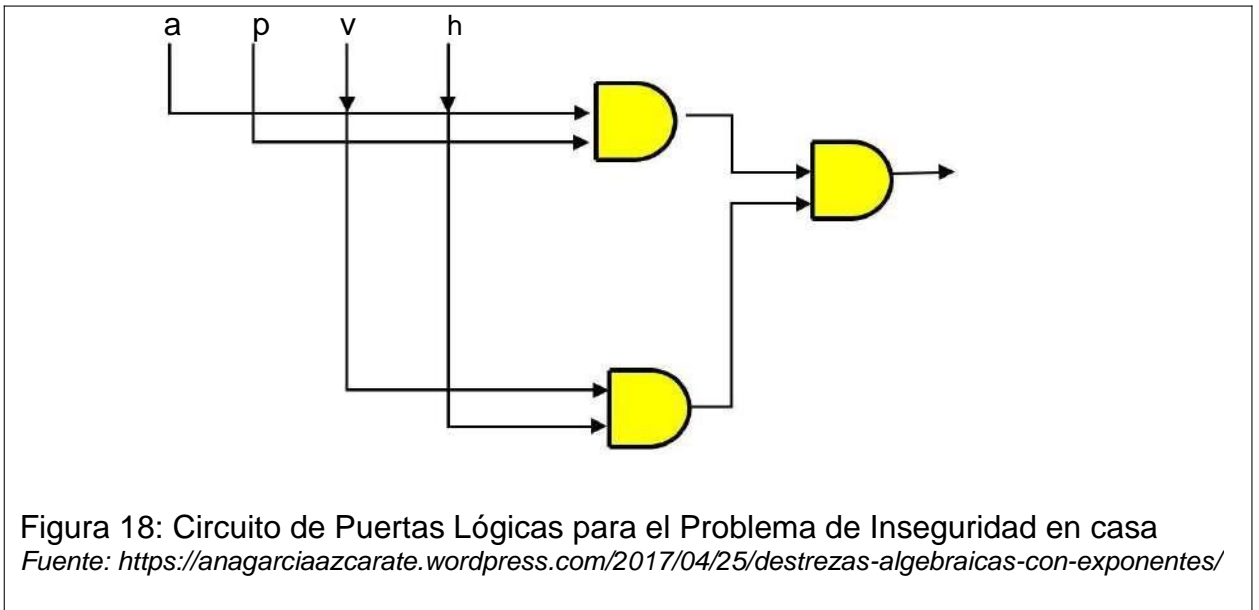 a p v h
Figura 18: Circuito de Puertas Lógicas para el Problema de Inseguridad en casa
Fuente: https://anagarciaazcarate.wordpress.com/2017/04/25/destrezas-algebraicas-con-exponentes/